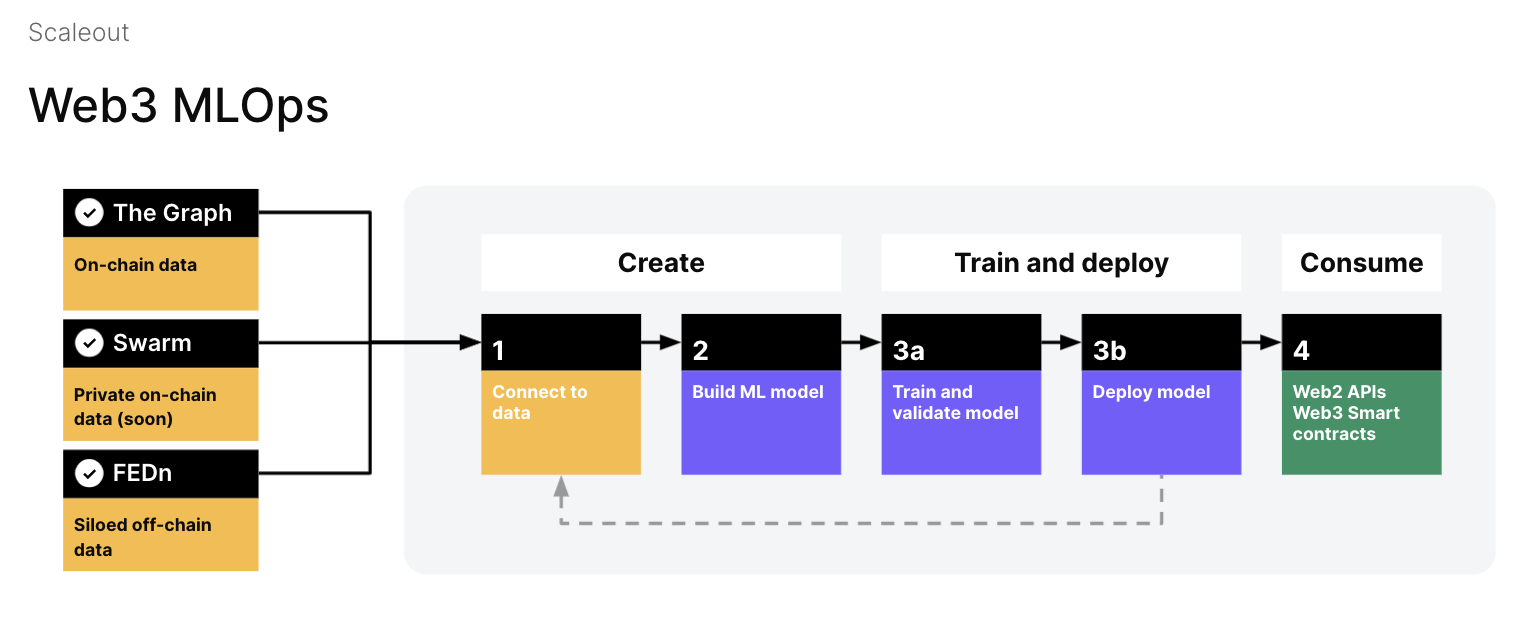 Scaleout
Web3 MLOps
The Graph
On-chain data
Swarm
Private on-chain
data (soon)
FEDn
Siloed off-chain
data
Create
Train and deploy
Consume
1
Connect to
data
2
Build ML model
3a
Train and
validate model
3b
Deploy model
4
Web2 APIs
Web3 Smart
contracts